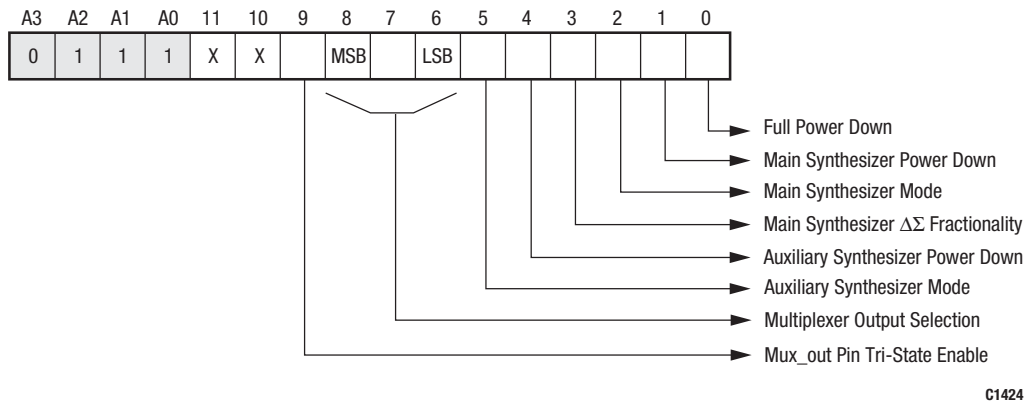 A3 A2 A1 A0 11 10 9 8 7 6 5 4 3 2 1 0
0 1 1 1 X X MSB LSB
Full Power Down
Main Synthesizer Power Down
Main Synthesizer Mode
Main Synthesizer ΔΣ Fractionality
Auxiliary Synthesizer Power Down
Auxiliary Synthesizer Mode
Multiplexer Output Selection
Mux_out Pin Tri-State Enable
C1424